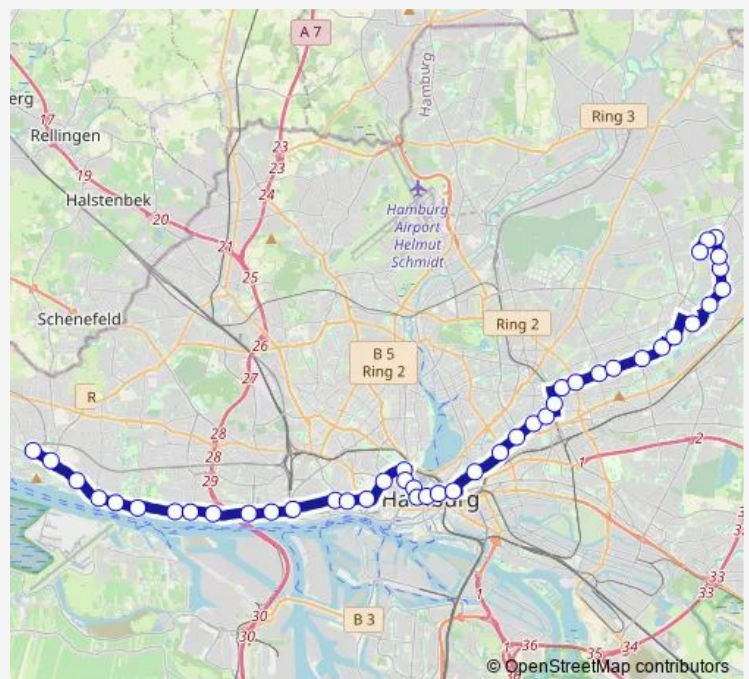 A 7
Hamburg
erg
17
Rellingen
Ring 3
23
23
19
24
Halstenbek
20
Hamburg
Airport
Helmut
Schmidt
21
25
Schenefeld
Ring 2
26
B 5
Ring 2
27
R
28
28
29
2
1
Hamburg
33
33
33
1
30
30
B 3
1
36
35
34
© OpenStreetMap contributors